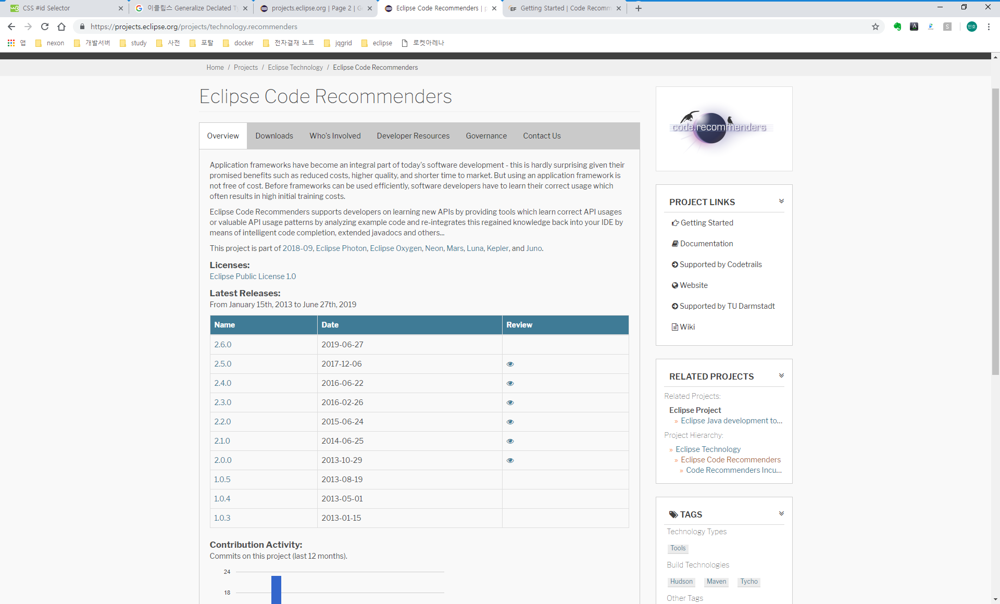 CSS #id Selector
이클립스 Generalize Declated Ty
projects.eclipse.org | Page 2 | G
Eclipse Code Recommenders | p
Getting Started | Code Recomm
https://projects.eclipse.org/projects/technology.recommenders
민호
앱 nexon 개발서버 study 사전 포탈 docker 전자결재 노트 jqgrid eclipse 로켓아레나
Home / Projects / Eclipse Technology / Eclipse Code Recommenders
Eclipse Code Recommenders
Overview Downloads Who's Involved Developer Resources Governance Contact Us
Application frameworks have become an integral part of today's software development - this is hardly surprising given their
promised benefits such as reduced costs, higher quality, and shorter time to market. But using an application framework is
not free of cost. Before frameworks can be used efficiently, software developers have to learn their correct usage which
often results in high initial training costs.
Eclipse Code Recommenders supports developers on learning new APIs by providing tools which learn correct API usages
or valuable API usage patterns by analyzing example code and re-integrates this regained knowledge back into your IDE by
means of intelligent code completion, extended javadocs and others...
This project is part of 2018-09, Eclipse Photon, Eclipse Oxygen, Neon, Mars, Luna, Kepler, and Juno.
Licenses:
Eclipse Public License 1.0
Latest Releases:
From January 15th, 2013 to June 27th, 2019
Name Date Review
2.6.0 2019-06-27
2.5.0 2017-12-06
2.4.0 2016-06-22
2.3.0 2016-02-26
2.2.0 2015-06-24
2.1.0 2014-06-25
2.0.0 2013-10-29
1.0.5 2013-08-19
1.0.4 2013-05-01
1.0.3 2013-01-15
Contribution Activity:
Commits on this project (last 12 months).
24
18
code.recommenders
PROJECT LINKS
Getting Started
Documentation
Supported by Codetrails
Website
Supported by TU Darmstadt
Wiki
RELATED PROJECTS
Related Projects:
Eclipse Project
» Eclipse Java development to...
Project Hierarchy:
» Eclipse Technology
» Eclipse Code Recommenders
» Code Recommenders Incu...
TAGS
Technology Types
Tools
Build Technologies
Hudson Maven Tycho
Other Tags